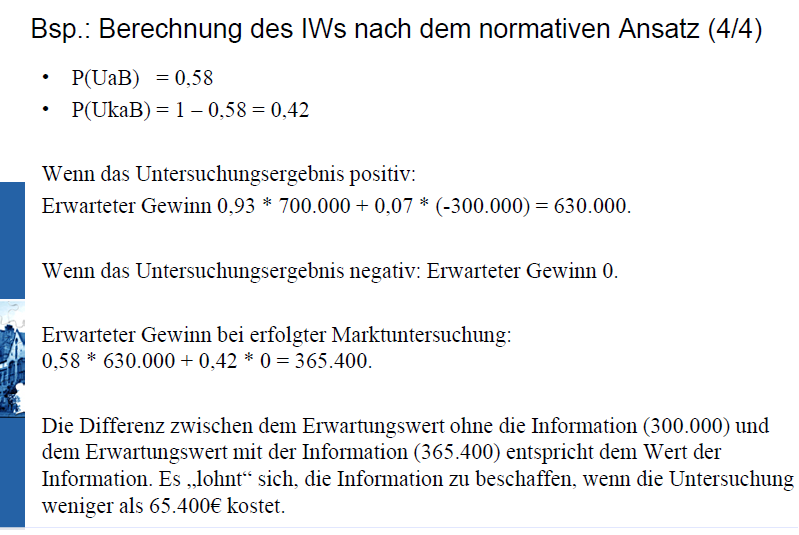 Bsp.: Berechnung des IWs nach dem normativen Ansatz (4/4)
• P(UaB) = 0,58
• P(UkaB) = 1 – 0,58 = 0,42
Wenn das Untersuchungsergebnis positiv:
Erwarteter Gewinn 0,93 * 700.000 + 0,07 * (-300.000) = 630.000.
Wenn das Untersuchungsergebnis negativ: Erwarteter Gewinn 0.
Erwarteter Gewinn bei erfolgter Marktuntersuchung:
0,58 * 630.000 + 0,42 * 0 = 365.400.
Die Differenz zwischen dem Erwartungswert ohne die Information (300.000) und
dem Erwartungswert mit der Information (365.400) entspricht dem Wert der
Information. Es „lohnt“ sich, die Information zu beschaffen, wenn die Untersuchung
weniger als 65.400€ kostet.